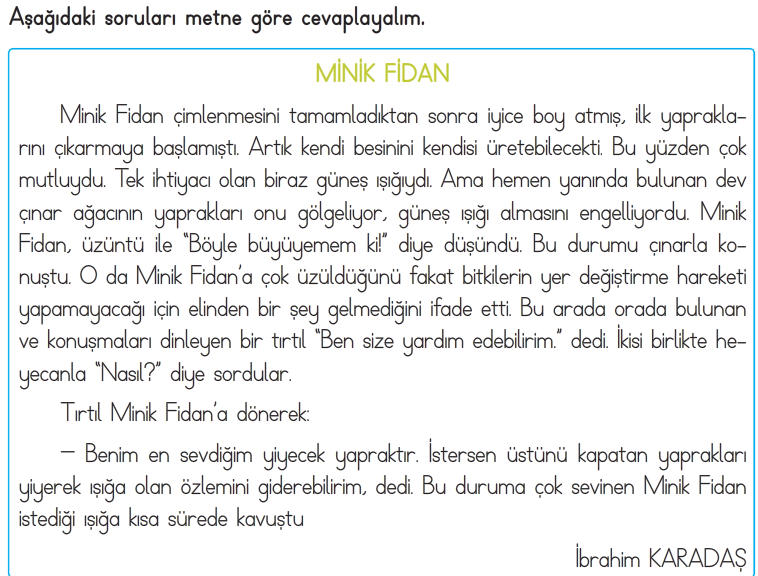 Aşağıdaki soruları metne göre cevaplayalım.
MİNİK FİDAN
Minik Fidan çimlenmesini tamamladıktan sonra iyice boy atmış, ilk yaprakla-
rını çıkarmaya başlamıştı. Artık kendi besinini kendisi üretebilecekti. Bu yüzden çok
mutluydu. Tek ihtiyacı olan biraz güneş ışığıydı. Ama hemen yanında bulunan dev
çınar ağacının yaprakları onu gölgeliyor, güneş ışığı almasını engelliyordu. Minik
Fidan, üzüntü ile “Böyle büyüyemem ki!” diye düşündü. Bu durumu çınarla ko-
nuştu. O da Minik Fidan’a çok üzüldüğünü fakat bitkilerin yer değiştirme hareketi
yapamayacağı için elinden bir şey gelmediğini ifade etti. Bu arada orada bulunan
ve konuşmaları dinleyen bir tırtıl “Ben size yardım edebilirim.” dedi. İkisi birlikte he-
yecanla “Nasıl?” diye sordular.
Tırtıl Minik Fidan’a dönerek:
– Benim en sevdiğim yiyecek yapraktır. İstersen üstünü kapatan yaprakları
yiyerek ışığa olan özlemini giderebilirim, dedi. Bu duruma çok sevinen Minik Fidan
istediği ışığa kısa sürede kavuştu
İbrahim KARADAŞ